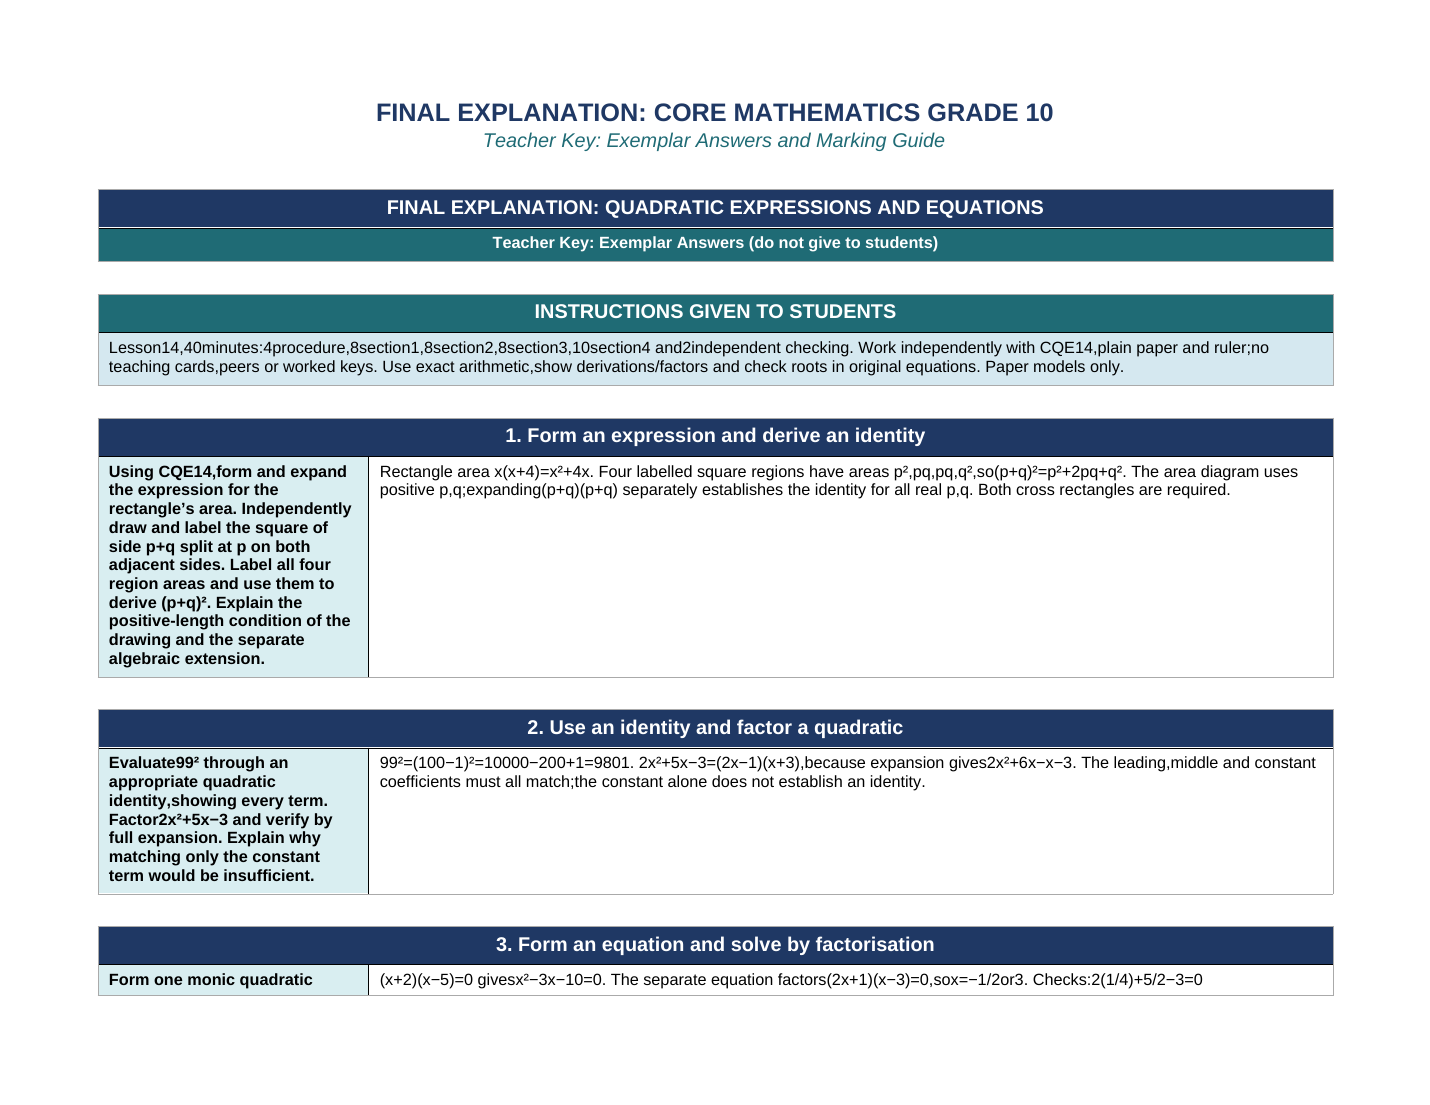 FINAL EXPLANATION: CORE MATHEMATICS GRADE 10
Teacher Key: Exemplar Answers and Marking Guide
FINAL EXPLANATION: QUADRATIC EXPRESSIONS AND EQUATIONS
Teacher Key: Exemplar Answers (do not give to students)
INSTRUCTIONS GIVEN TO STUDENTS
Lesson14,40minutes:4procedure,8section1,8section2,8section3,10section4 and2independent checking. Work independently with CQE14,plain paper and ruler;no
teaching cards,peers or worked keys. Use exact arithmetic,show derivations/factors and check roots in original equations. Paper models only.
1. Form an expression and derive an identity
Using CQE14,form and expand
the expression for the
rectangle’s area. Independently
draw and label the square of
side p+q split at p on both
adjacent sides. Label all four
region areas and use them to
derive (p+q)². Explain the
positive-length condition of the
drawing and the separate
algebraic extension.
Rectangle area x(x+4)=x²+4x. Four labelled square regions have areas p²,pq,pq,q²,so(p+q)²=p²+2pq+q². The area diagram uses
positive p,q;expanding(p+q)(p+q) separately establishes the identity for all real p,q. Both cross rectangles are required.
2. Use an identity and factor a quadratic
Evaluate99² through an
appropriate quadratic
identity,showing every term.
Factor2x²+5x−3 and verify by
full expansion. Explain why
matching only the constant
term would be insufficient.
99²=(100−1)²=10000−200+1=9801. 2x²+5x−3=(2x−1)(x+3),because expansion gives2x²+6x−x−3. The leading,middle and constant
coefficients must all match;the constant alone does not establish an identity.
3. Form an equation and solve by factorisation
Form one monic quadratic
(x+2)(x−5)=0 givesx²−3x−10=0. The separate equation factors(2x+1)(x−3)=0,sox=−1/2or3. Checks:2(1/4)+5/2−3=0